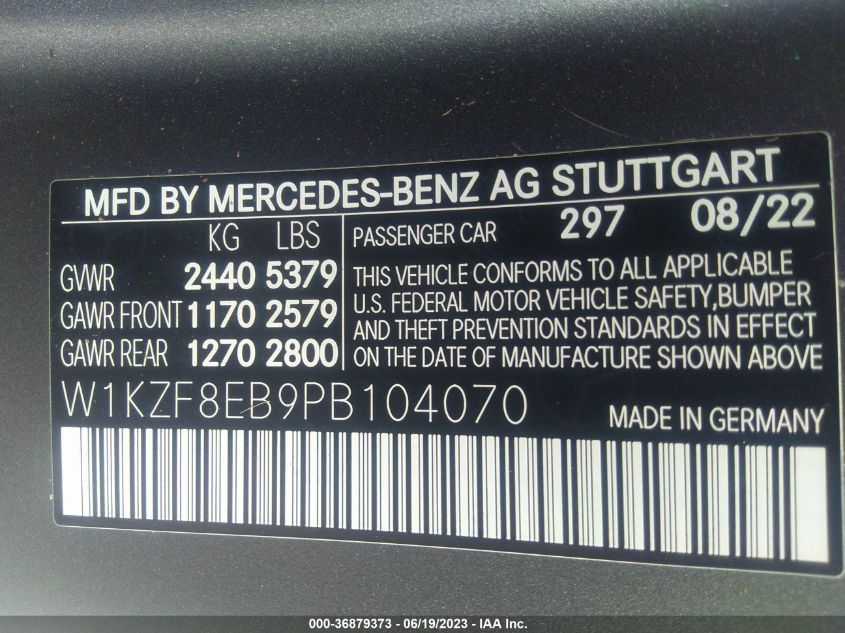 MFD BY MERCEDES-BENZ AG STUTTGART
KG LBS
GVWR 2440 5379
GAWR FRONT 1170 2579
GAWR REAR 1270 2800
PASSENGER CAR 297 08/22
THIS VEHICLE CONFORMS TO ALL APPLICABLE
U.S. FEDERAL MOTOR VEHICLE SAFETY,BUMPER
AND THEFT PREVENTION STANDARDS IN EFFECT
ON THE DATE OF MANUFACTURE SHOWN ABOVE
W1KZF8EB9PB104070
MADE IN GERMANY
000-36879373 - 06/19/2023 - IAA Inc.